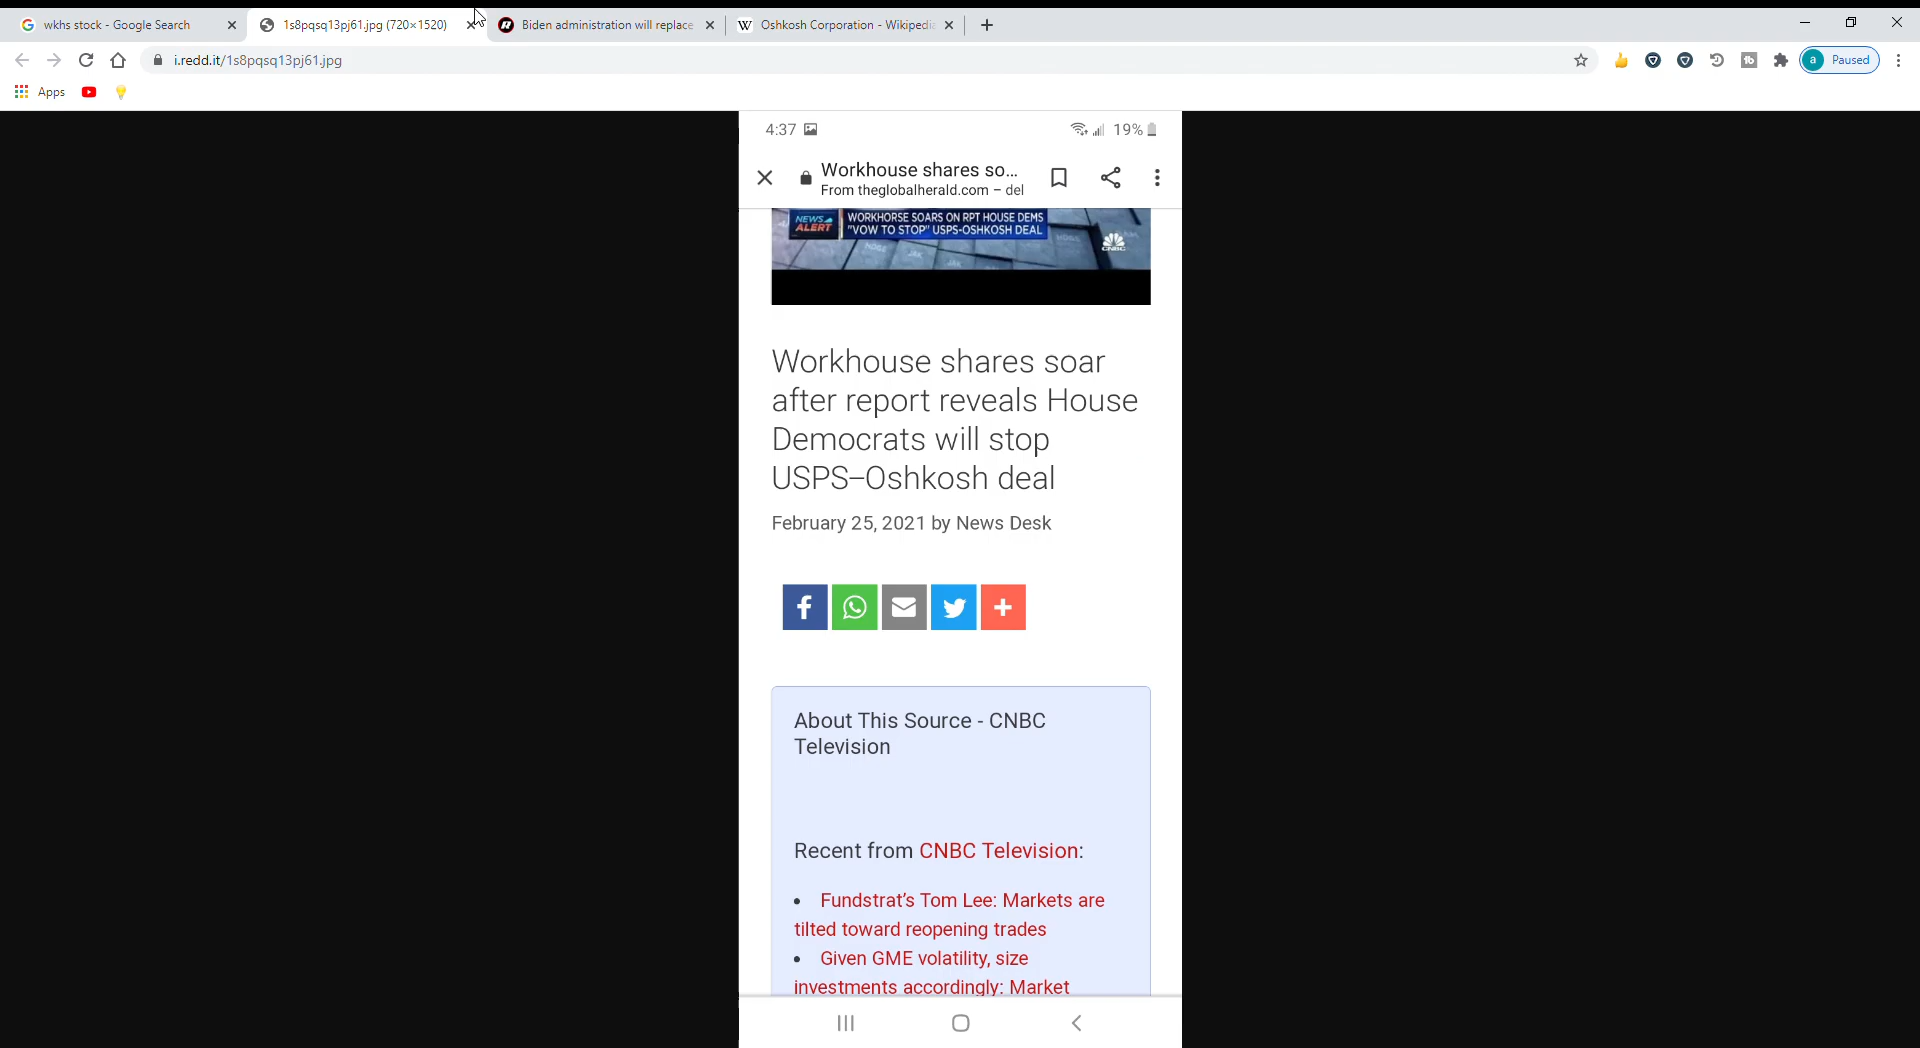 wkhs stock - Google Search
1s8pqsq13pj61.jpg (720×1520)
Biden administration will replace
W Oshkosh Corporation - Wikipedia
i.redd.it/1s8pqsq13pj61.jpg
a Paused
Apps
4:37
19%
Workhouse shares so...
From theglobalherald.com – del
NEWS ALERT
WORKHORSE SOARS ON RPT HOUSE DEMS
"VOW TO STOP" USPS-OSHKOSH DEAL
CNBC
Workhouse shares soar
after report reveals House
Democrats will stop
USPS–Oshkosh deal
February 25, 2021 by News Desk
About This Source - CNBC
Television
Recent from CNBC Television:
• Fundstrat's Tom Lee: Markets are
tilted toward reopening trades
• Given GME volatility, size
investments accordingly: Market